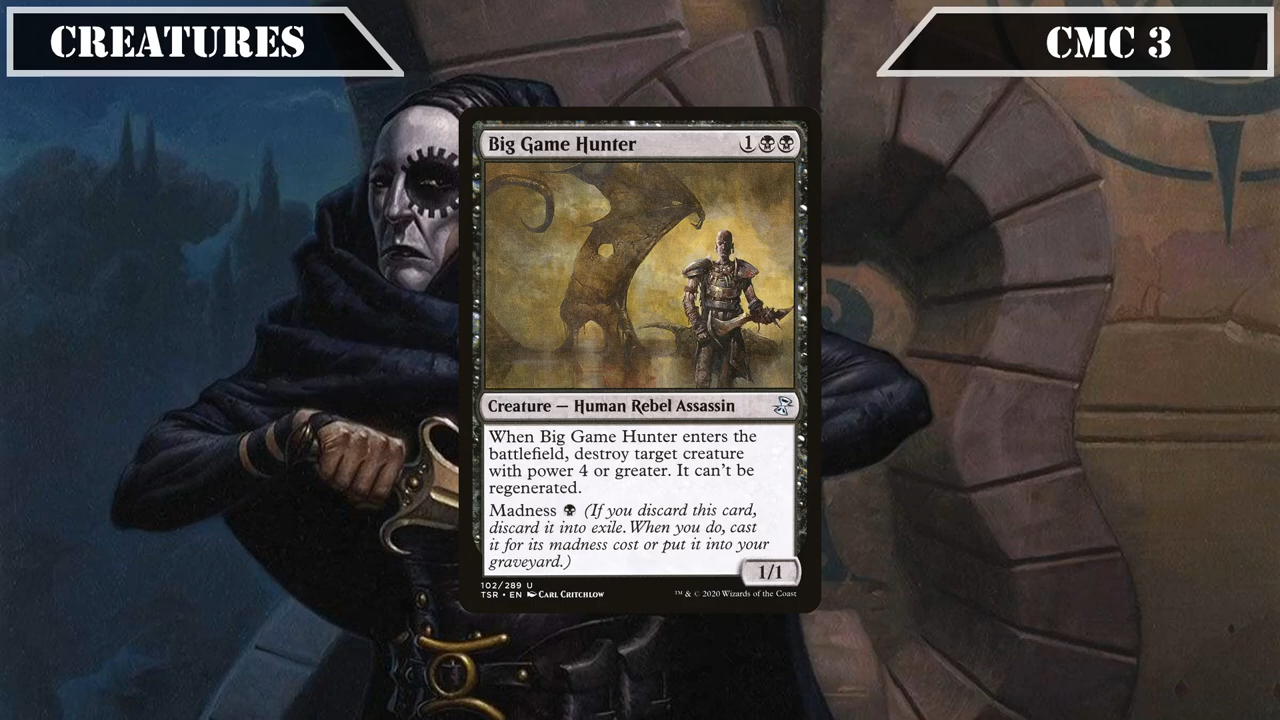 CREATURES
CMC 3
Big Game Hunter 1
Creature — Human Rebel Assassin
When Big Game Hunter enters the
battlefield, destroy target creature
with power 4 or greater. It can't be
regenerated.
Madness (If you discard this card,
discard it into exile. When you do, cast
it for its madness cost or put it into your
graveyard.)
1/1
102/289 U
TSR • EN Carl Critchlow
™ & © 2020 Wizards of the Coast